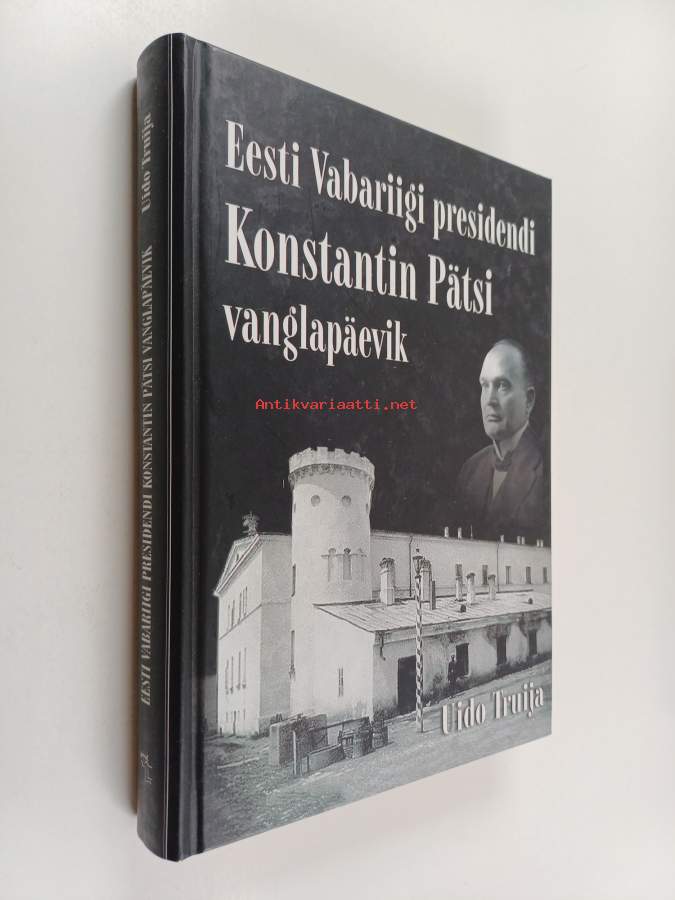 Eesti Vabariigi presidendi
Konstantin Pätsi
vanglapäevik
Antikvariaatti.net
Uido Truija
Uido Truija
EESTI VABARIIGI PRESIDENDI KONSTANTIN PÄTSI VANGLAPÄEVIK